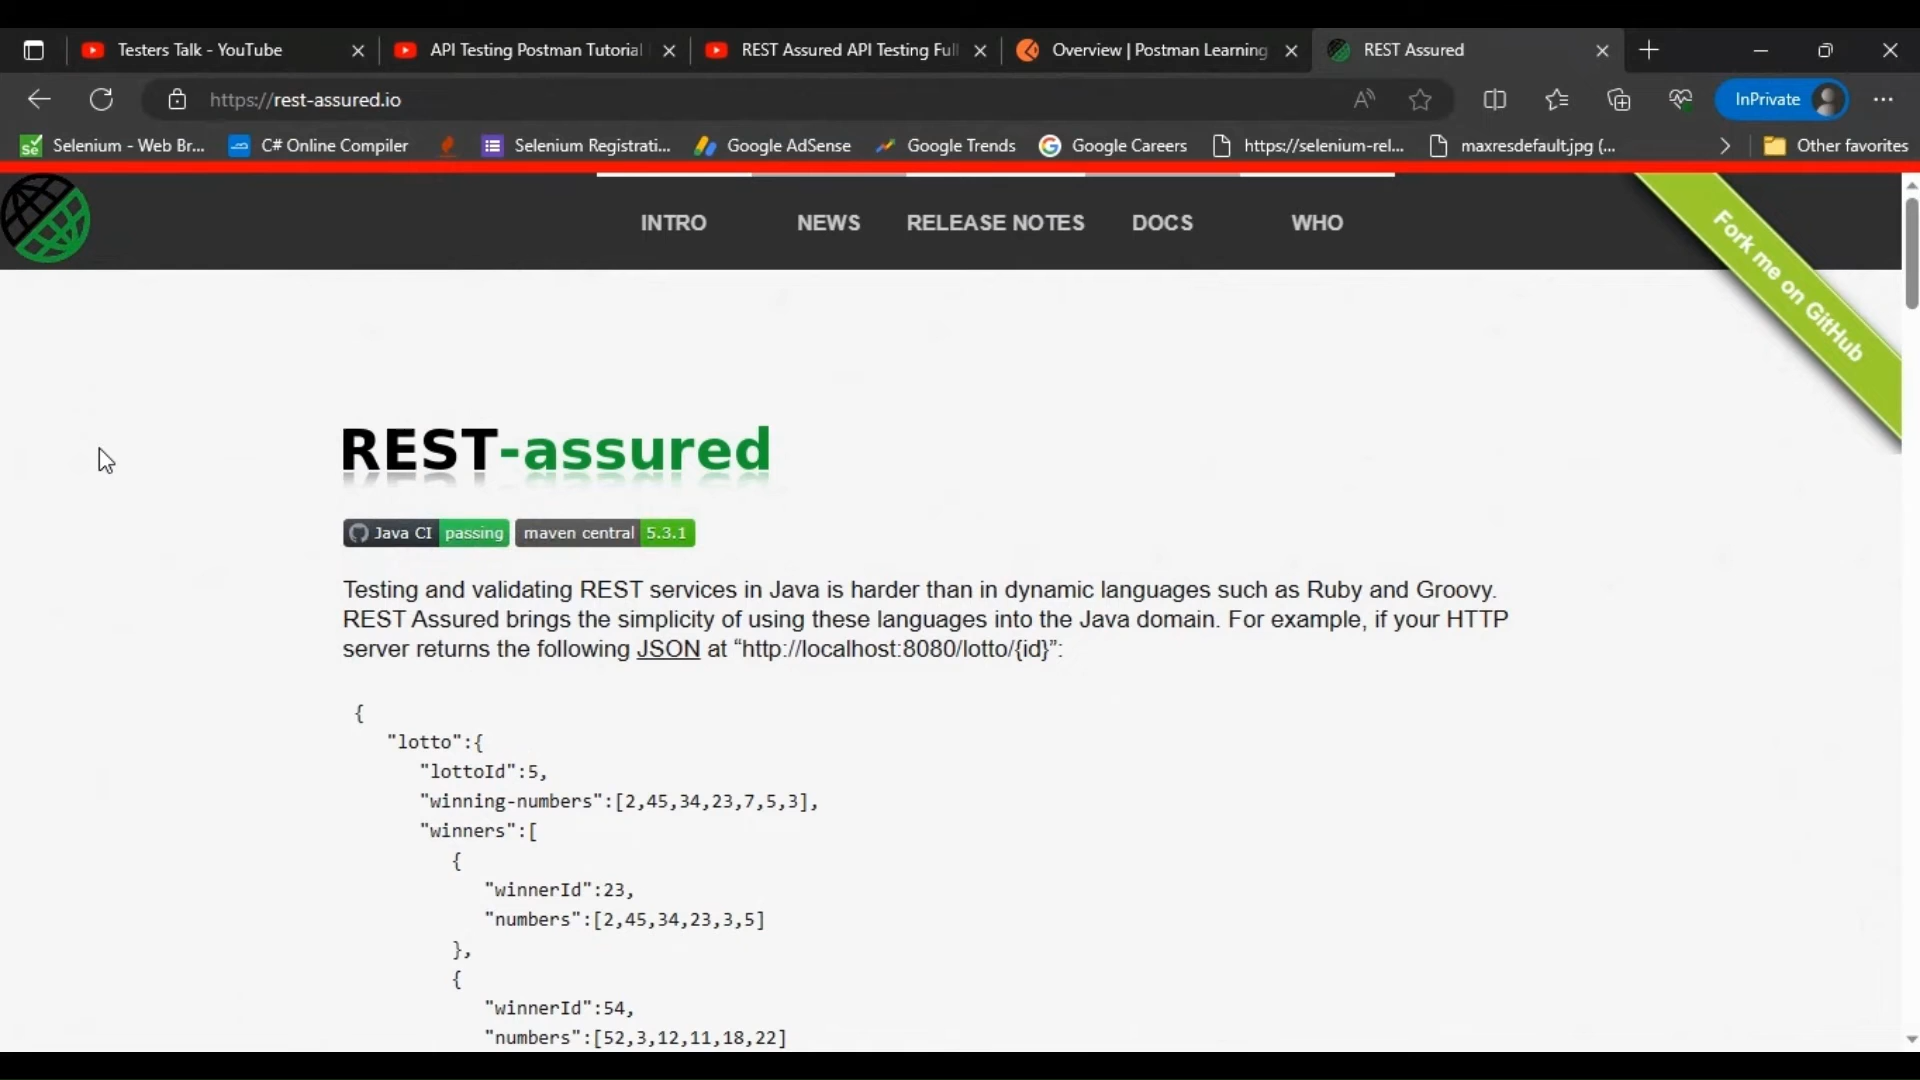 Testers Talk - YouTube
API Testing Postman Tutorial
REST Assured API Testing Full
Overview | Postman Learning
REST Assured
https://rest-assured.io
InPrivate
Selenium - Web Br...
C# Online Compiler
Selenium Registrati...
Google AdSense
Google Trends
Google Careers
https://selenium-rel...
maxresdefault.jpg (...
Other favorites
INTRO
NEWS
RELEASE NOTES
DOCS
WHO
Fork me on GitHub
REST-assured
Java CI passing
maven central 5.3.1
Testing and validating REST services in Java is harder than in dynamic languages such as Ruby and Groovy.
REST Assured brings the simplicity of using these languages into the Java domain. For example, if your HTTP
server returns the following JSON at “http://localhost:8080/lotto/{id}”:
{
"lotto":{
"lottoId":5,
"winning-numbers":[2,45,34,23,7,5,3],
"winners":[
{
"winnerId":23,
"numbers":[2,45,34,23,3,5]
},
{
"winnerId":54,
"numbers":[52,3,12,11,18,22]